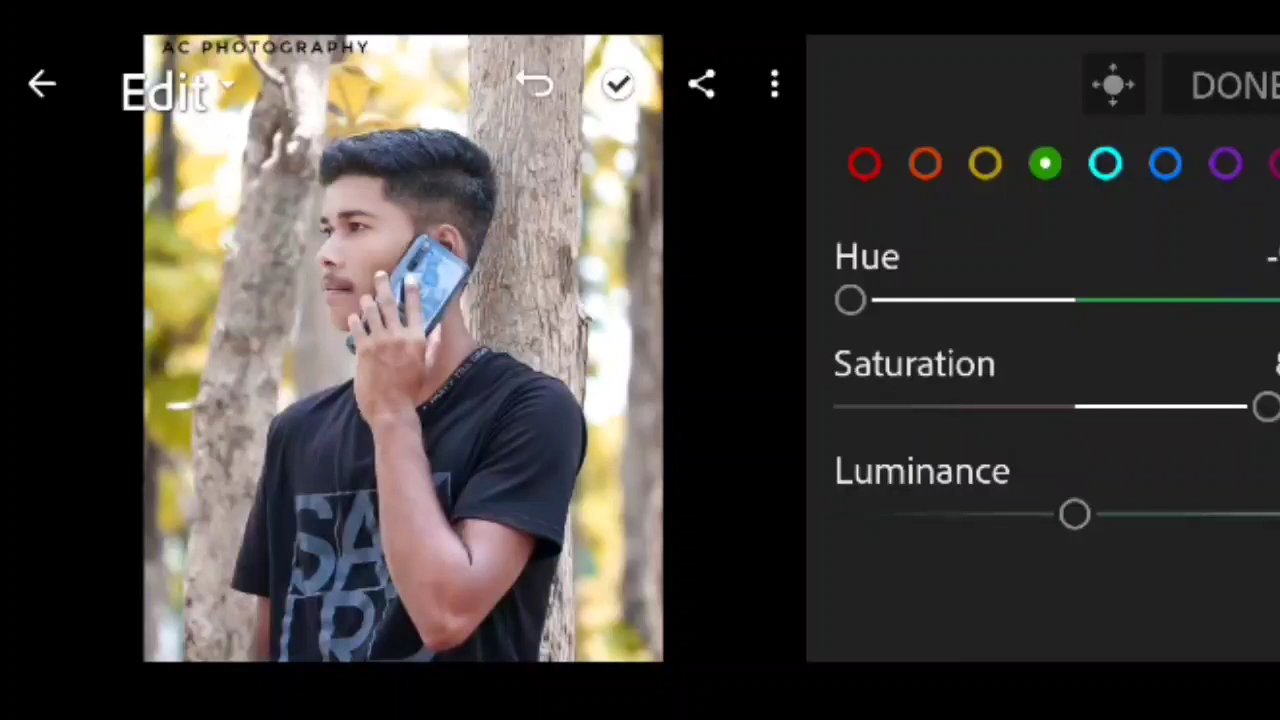 AC PHOTOGRAPHY
Edit
DONE
Hue
Saturation
Luminance